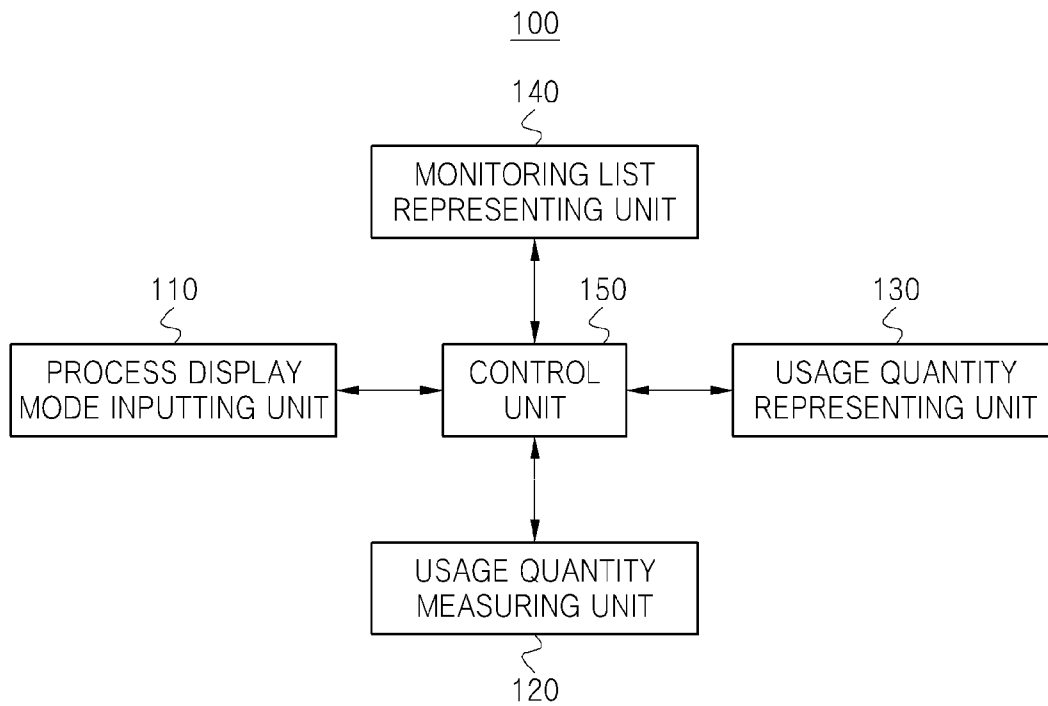 100
140
MONITORING LIST
REPRESENTING UNIT
110
150
130
PROCESS DISPLAY
MODE INPUTTING UNIT
CONTROL
UNIT
USAGE QUANTITY
REPRESENTING UNIT
USAGE QUANTITY
MEASURING UNIT
120